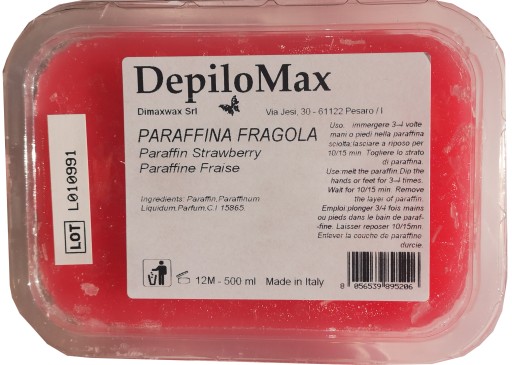 DepiloMax
Dimaxwax Srl
Via Jesi, 30 - 61122 Pesaro / I
PARAFFINA FRAGOLA
Paraffin Strawberry
Paraffine Fraise
Ingredients: Paraffin,Paraffinum
Liquidum,Parfum,C.I 15865.
Uso: immergere 3-4 volte
mani o piedi nella paraffina
sciolta;lasciare a riposo per
10/15 min. Togliere lo strato
di paraffina.
Use melt the paraffin.Dip the
hands or feet for 3-4 times.
Wait for 10/15 min. Remove
the layer of paraffin.
Emploi plonger 3/4 fois mains
ou pieds dans le bain de paraf-
-fine. Laisser reposer 10/15mn.
Enlever la couche de paraffine
durcie.
12M - 500 ml Made in Italy
8 056539 895206
LOT L010991